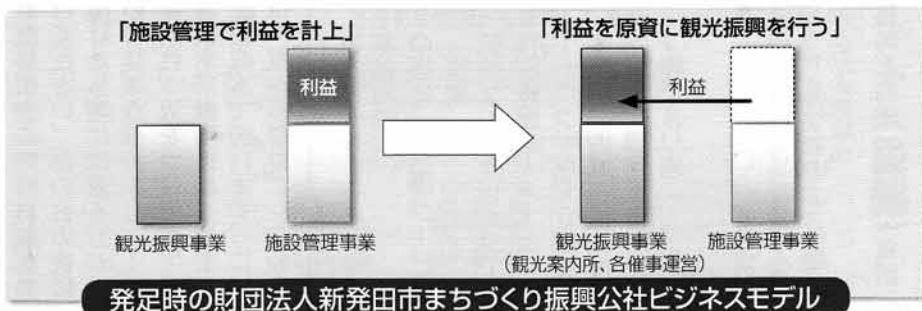 「施設管理で利益を計上」
「利益を原資に観光振興を行う」
利益
利益
観光振興事業
施設管理事業
観光振興事業
(観光案内所、各催事運営)
施設管理事業
発足時の財団法人新発田市まちづくり振興公社ビジネスモデル